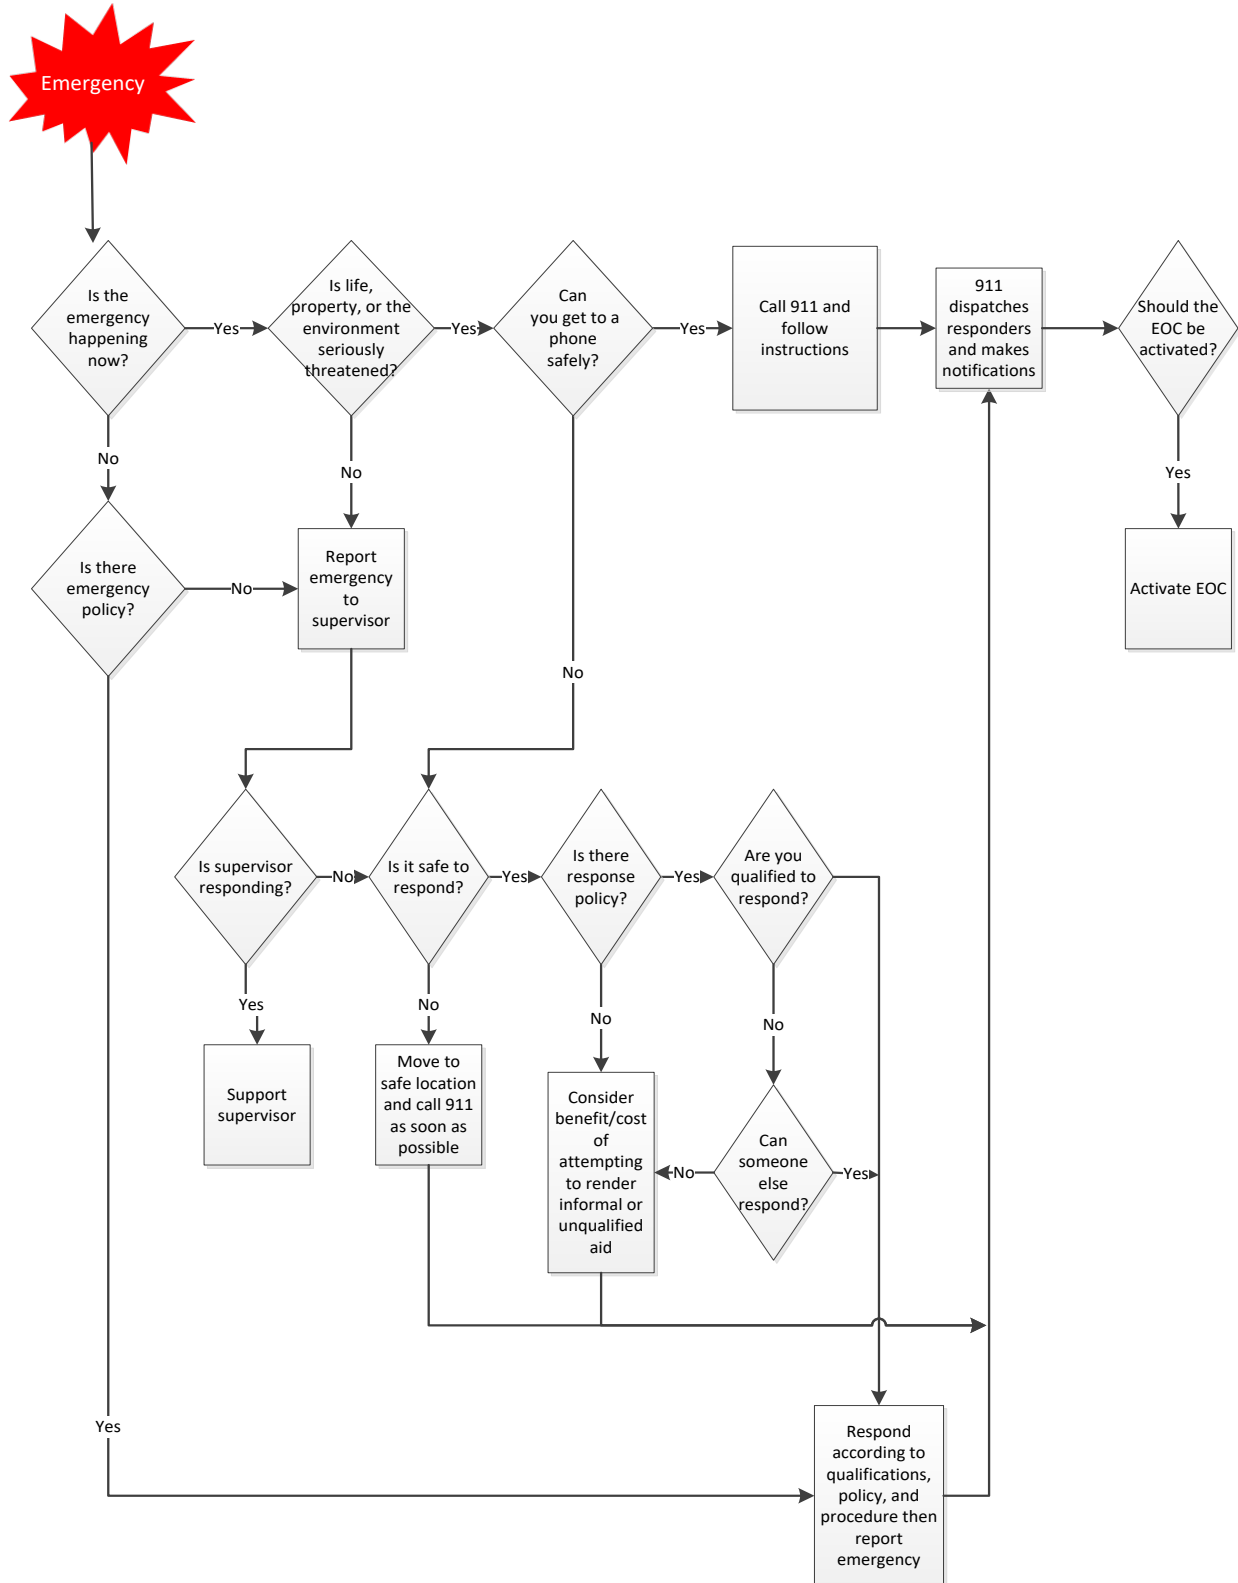 Emergency
Is the
emergency
happening
now?
Yes
Is life,
property, or the
environment
seriously
threatened?
Yes
Can
you get to a
phone
safely?
Yes
Call 911 and
follow
instructions
911
dispatches
responders
and makes
notifications
Should the
EOC be
activated?
No
No
Yes
Is there
emergency
policy?
No
Report
emergency
to
supervisor
Activate EOC
No
Is supervisor
responding?
No
Is it safe to
respond?
Yes
Is there
response
policy?
Yes
Are you
qualified to
respond?
Yes
No
No
No
Support
supervisor
Move to
safe location
and call 911
as soon as
possible
Consider
benefit/cost
of
attempting
to render
informal or
unqualified
aid
No
Can
someone
else
respond?
Yes
Yes
Respond
according to
qualifications,
policy, and
procedure then
report
emergency